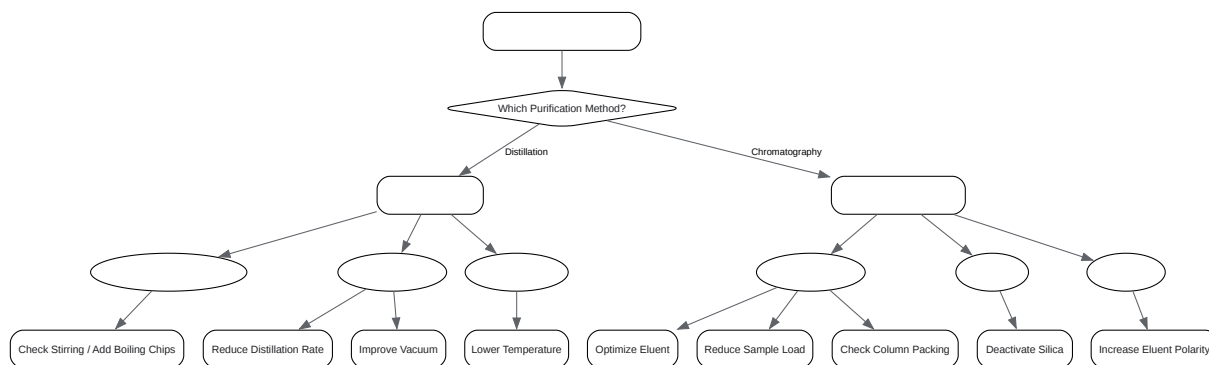 Which Purification Method?
Distillation
Chromatography
Check Stirring / Add Boiling Chips
Reduce Distillation Rate
Improve Vacuum
Lower Temperature
Optimize Eluent
Reduce Sample Load
Check Column Packing
Deactivate Silica
Increase Eluent Polarity